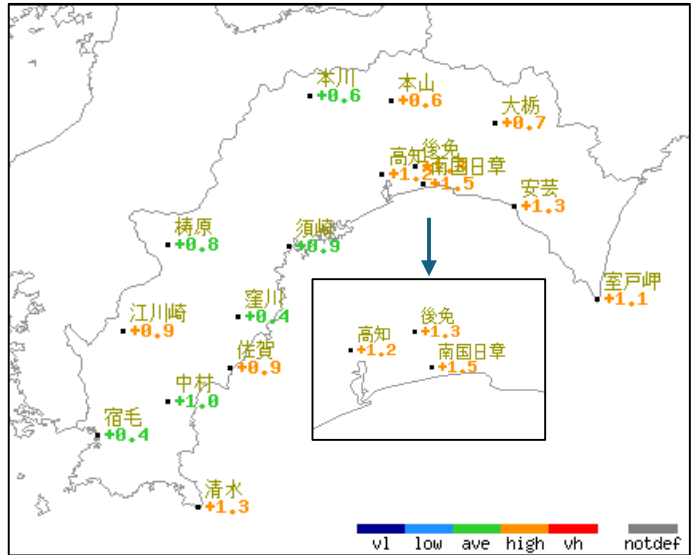 本川
+0.6
本山
+0.6
大栃
+0.7
後免
高知
+1.2
南国日章
+1.5
安芸
+1.3
梼原
+0.8
須崎
+0.9
室戸岬
+1.1
窪川
+0.4
江川崎
+0.9
佐賀
+0.9
中村
+1.0
宿毛
+0.4
清水
+1.3
後免
+1.3
高知
+1.2
南国日章
+1.5
vl low ave high vh notdef